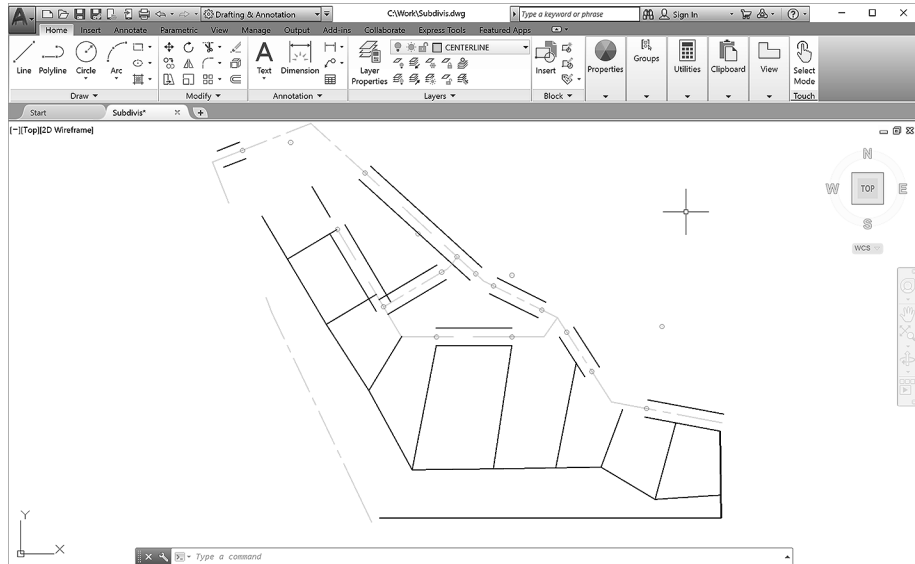 A Drafting & Annotation C:\Work\Subdivis.dwg Type a keyword or phrase Sign In
Home Insert Annotate Parametric View Manage Output Add-ins Collaborate Express Tools Featured Apps
CENTERLINE
Line Polyline Circle Arc Text Dimension Layer Properties Insert Properties Groups Utilities Clipboard View Select Mode
Draw Modify Annotation Layers Block Touch
Start Subdivis*
[−][Top][2D Wireframe]
N
W TOP E
S
WCS
Y
X
Type a command